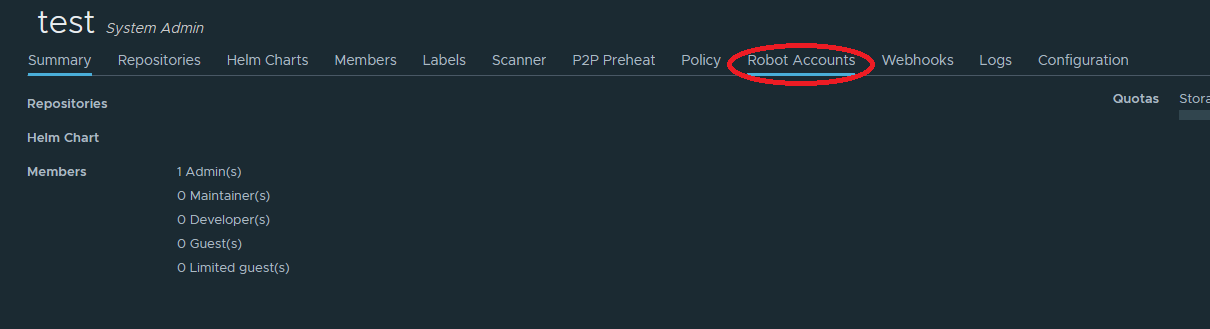 test System Admin
Summary Repositories Helm Charts Members Labels Scanner P2P Preheat Policy Robot Accounts Webhooks Logs Configuration
Repositories Quotas Stora
Helm Chart
Members 1 Admin(s)
0 Maintainer(s)
0 Developer(s)
0 Guest(s)
0 Limited guest(s)